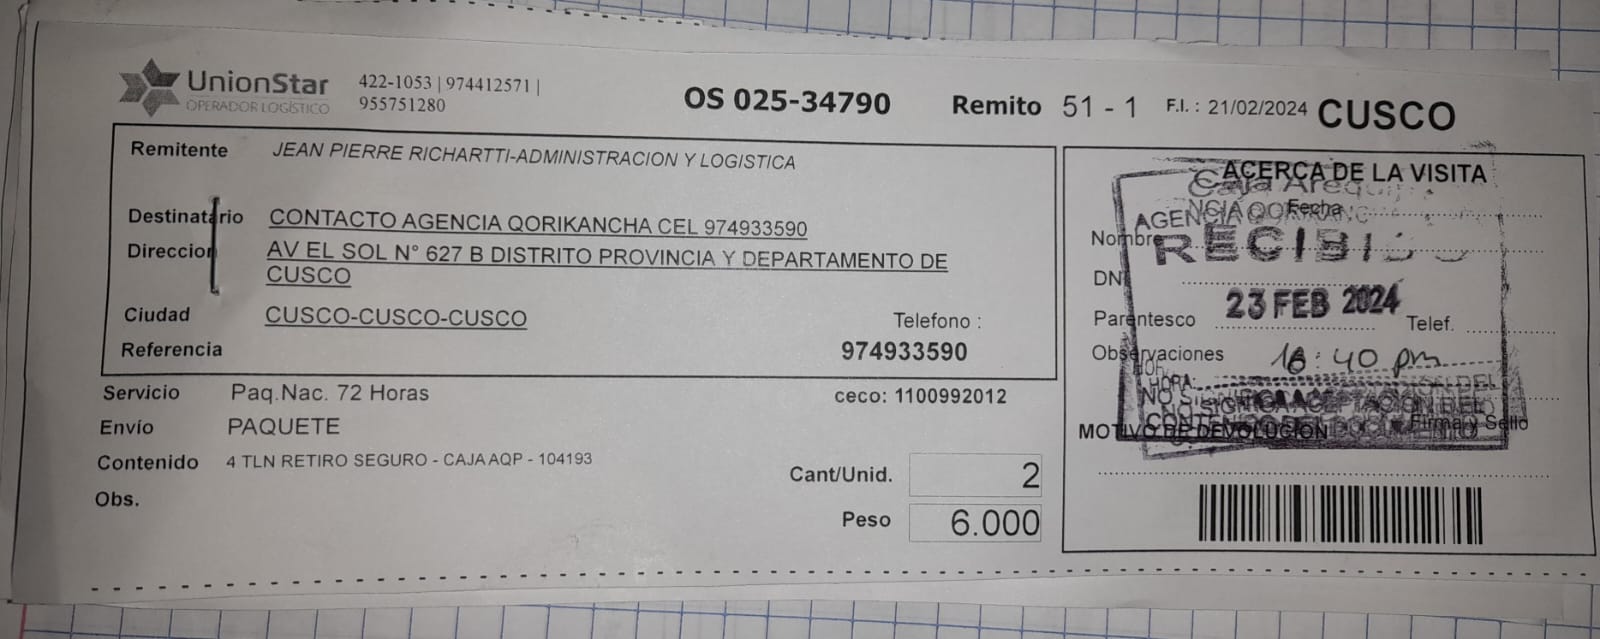 UnionStar
OPERADOR LOGÍSTICO
422-1053 | 974412571 |
955751280
OS 025-34790
Remito 51 - 1
F.I. : 21/02/2024
CUSCO
Remitente JEAN PIERRE RICHARTTI-ADMINISTRACION Y LOGISTICA
Destinatario CONTACTO AGENCIA QORIKANCHA CEL 974933590
Direccion AV EL SOL N° 627 B DISTRITO PROVINCIA Y DEPARTAMENTO DE
CUSCO
Ciudad CUSCO-CUSCO-CUSCO
Telefono :
Referencia 974933590
Servicio Paq.Nac. 72 Horas
ceco: 1100992012
Envío PAQUETE
Contenido 4 TLN RETIRO SEGURO - CAJA AQP - 104193
Cant/Unid. 2
Obs.
Peso 6.000
ACERCA DE LA VISITA
Caja
Fecha
AGENCIA
Nombre
DN
23 FEB 2024
Parentesco
Telef.
Observaciones
16:40 pm
HORA:
Firma y Sello
MOTIVO DE DEVOLUCION